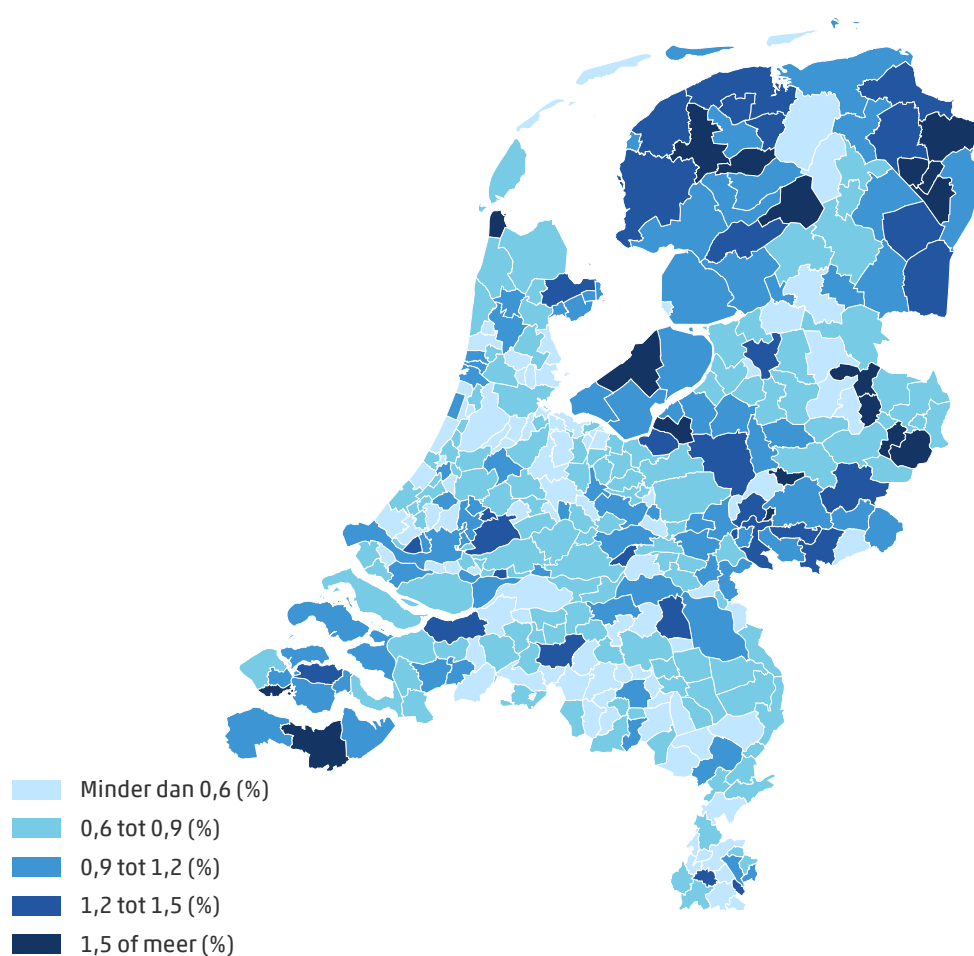 Minder dan 0,6 (%)
0,6 tot 0,9 (%)
0,9 tot 1,2 (%)
1,2 tot 1,5 (%)
1,5 of meer (%)